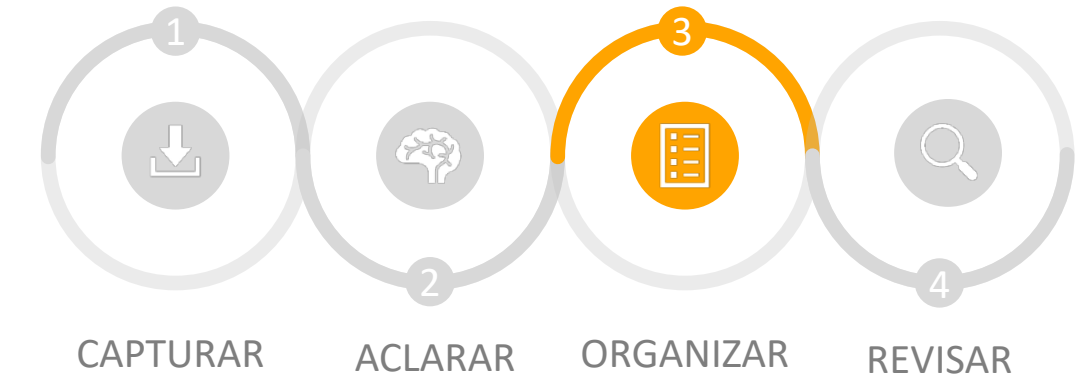 1
3
2
4
CAPTURAR
ACLARAR
ORGANIZAR
REVISAR